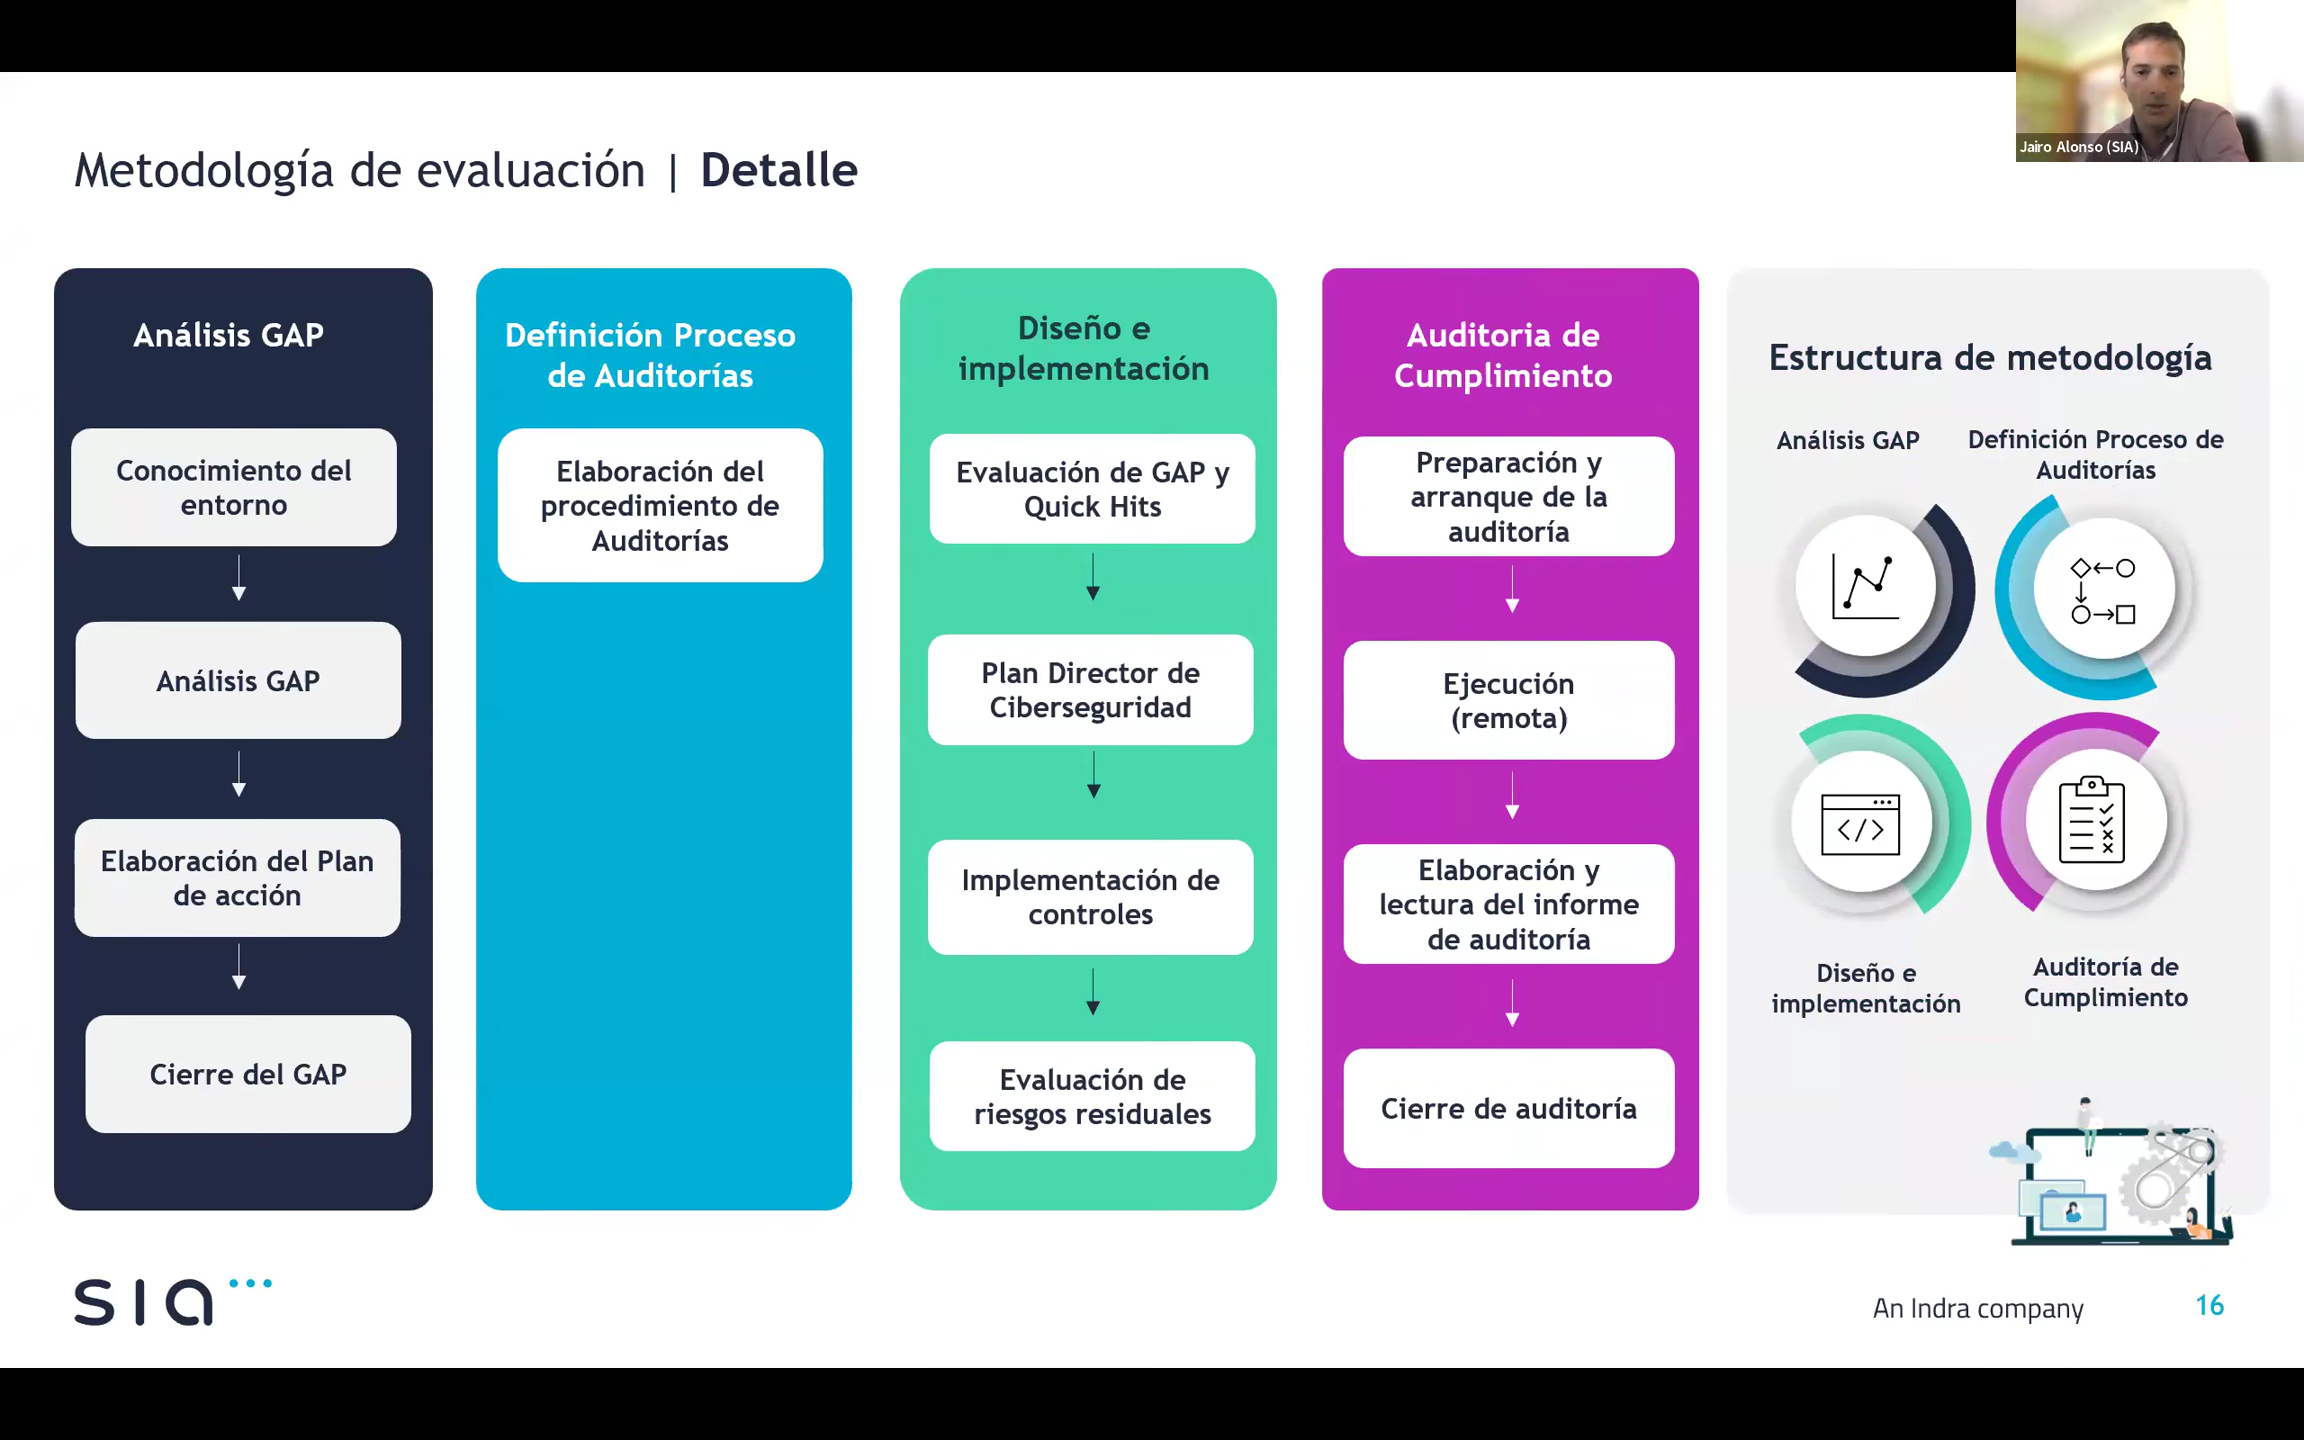 Jairo Alonso (SIA)
Metodología de evaluación | Detalle
Análisis GAP
Conocimiento del
entorno
Análisis GAP
Elaboración del Plan
de acción
Cierre del GAP
Definición Proceso
de Auditorías
Elaboración del
procedimiento de
Auditorías
Diseño e
implementación
Evaluación de GAP y
Quick Hits
Plan Director de
Ciberseguridad
Implementación de
controles
Evaluación de
riesgos residuales
Auditoria de
Cumplimiento
Preparación y
arranque de la
auditoría
Ejecución
(remota)
Elaboración y
lectura del informe
de auditoría
Cierre de auditoría
Estructura de metodología
Análisis GAP
Definición Proceso de
Auditorías
Diseño e
implementación
Auditoría de
Cumplimiento
sia
An Indra company
16